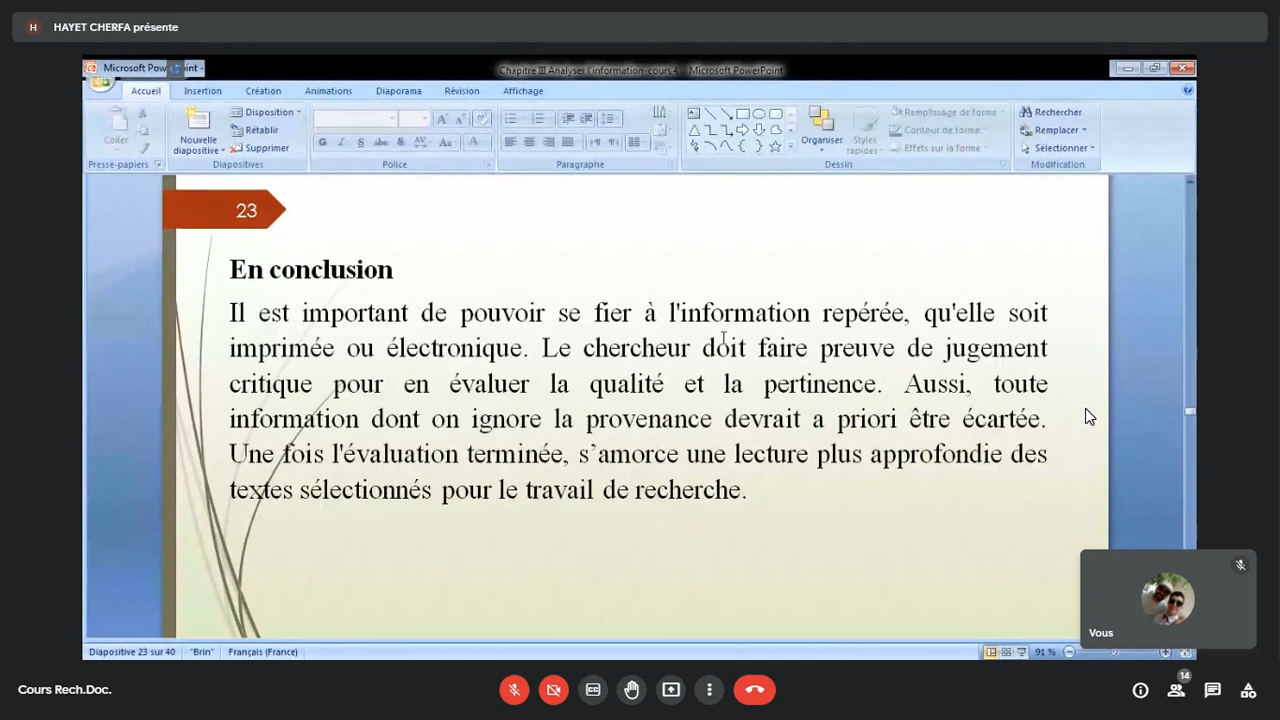 H HAYET CHERFA présente
Microsoft PowerPoint
Chapitre III Analyser l'information-cours 4 Microsoft PowerPoint
Accueil Insertion Création Animations Diaporama Révision Affichage
Coller
Nouvelle diapositive
Disposition
Rétablir
Supprimer
G I S abe S AV Aa A
Organiser
Styles rapides
Remplissage de forme
Contour de forme
Effets sur la forme
Rechercher
Remplacer
Sélectionner
Presse-papiers Diapositives Police Paragraphe Dessin Modification
23
En conclusion
Il est important de pouvoir se fier à l'information repérée, qu'elle soit
imprimée ou électronique. Le chercheur doit faire preuve de jugement
critique pour en évaluer la qualité et la pertinence. Aussi, toute
information dont on ignore la provenance devrait a priori être écartée.
Une fois l'évaluation terminée, s’amorce une lecture plus approfondie des
textes sélectionnés pour le travail de recherche.
Vous
Diapositive 23 sur 40 "Brin" Français (France) 91 %
Cours Rech.Doc.
14